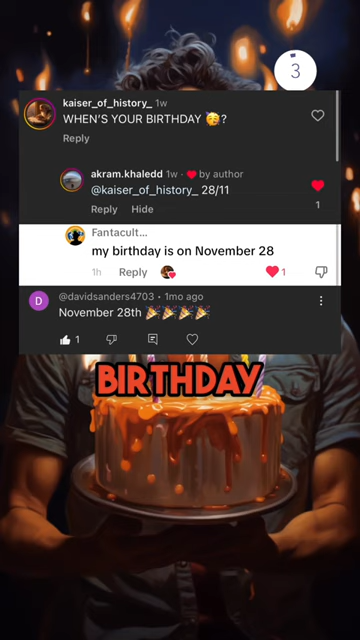 3
kaiser_of_history_ 1w
WHEN'S YOUR BIRTHDAY 🥳?
Reply
akram.khaledd 1w · ❤️ by author
@kaiser_of_history_ 28/11
Reply Hide
1
Fantacult...
my birthday is on November 28
1h Reply
1
D
@davidsanders4703 • 1mo ago
November 28th 🎉🎉🎉🎉
1
BIRTHDAY